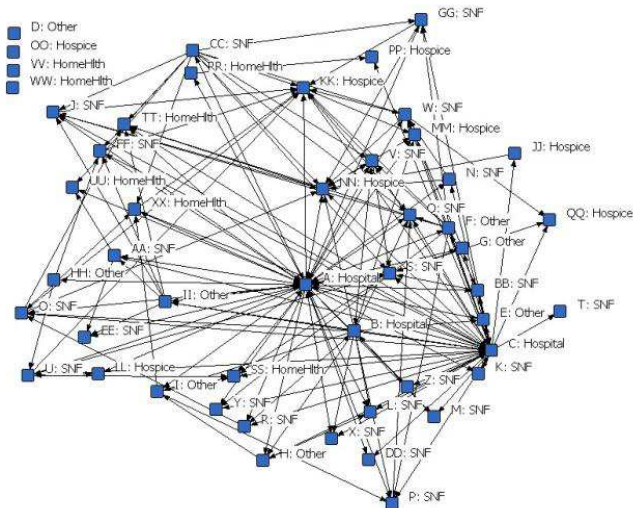 D: Other
OO: Hospice
VV: HomeHlth
WW: HomeHlth
GG: SNF
CC: SNF
PP: Hospice
RR: HomeHlth
KK: Hospice
J: SNF
W: SNF
TT: HomeHlth
MM: Hospice
FF: SNF
V: SNF
JJ: Hospice
N: SNF
UU: HomeHlth
NN: Hospice
XX: HomeHlth
Q: SNF
F: Other
QQ: Hospice
G: Other
AA: SNF
S: SNF
HH: Other
A: Hospital
BB: SNF
II: Other
O: SNF
E: Other
T: SNF
EE: SNF
B: Hospital
C: Hospital
U: SNF
LL: Hospice
SS: HomeHlth
K: SNF
I: Other
Z: SNF
Y: SNF
L: SNF
M: SNF
R: SNF
X: SNF
H: Other
DD: SNF
P: SNF